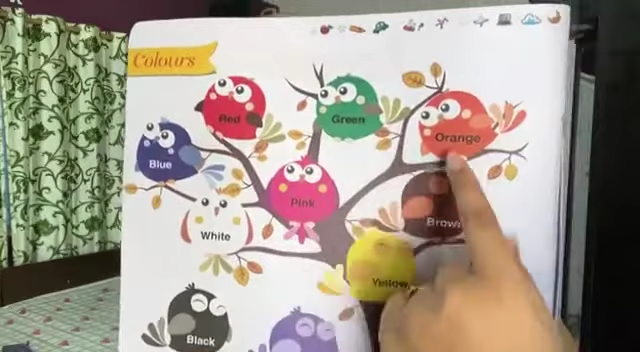 Colours
Red
Green
Orange
Blue
Pink
Brown
White
Yellow
Black